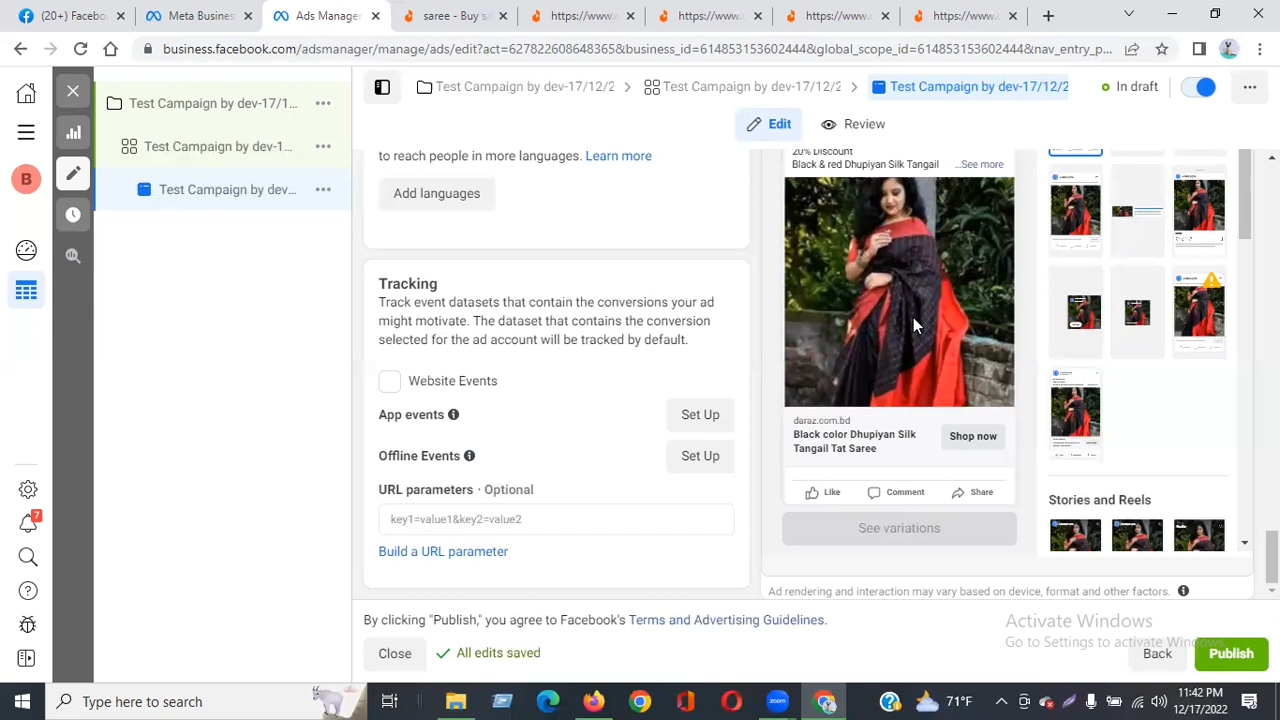 (20+) Facebo
Meta Busines
Ads Manager
saree - Buy sa
https://www.
https://www.
https://www.
https://www.
business.facebook.com/adsmanager/manage/ads/edit?act=627822608648365&business_id=6148531536024444&global_scope_id=6148531536024444&nav_entry_p...
Test Campaign by dev-17/12/2
Test Campaign by dev-17/12/2
Test Campaign by dev-17/12/2
In draft
Edit
Review
B
7
Test Campaign by dev-17/1...
Test Campaign by dev-1...
Test Campaign by dev...
to reach people in more languages. Learn more
Add languages
Tracking
Track event datasets that contain the conversions your ad
might motivate. The dataset that contains the conversion
selected for the ad account will be tracked by default.
Website Events
App events
Set Up
Offline Events
Set Up
URL parameters · Optional
key1=value1&key2=value2
Build a URL parameter
20% Discount
Black & red Dhupiyan Silk Tangail
...See more
daraz.com.bd
Black color Dhupiyan Silk
Tangail Tat Saree
Shop now
Like
Comment
Share
See variations
Stories and Reels
Ad rendering and interaction may vary based on device, format and other factors.
By clicking "Publish," you agree to Facebook's Terms and Advertising Guidelines.
Activate Windows
Go to Settings to activate Windows.
Close
All edits saved
Back
Publish
Type here to search
zoom
71°F
11:42 PM
12/17/2022